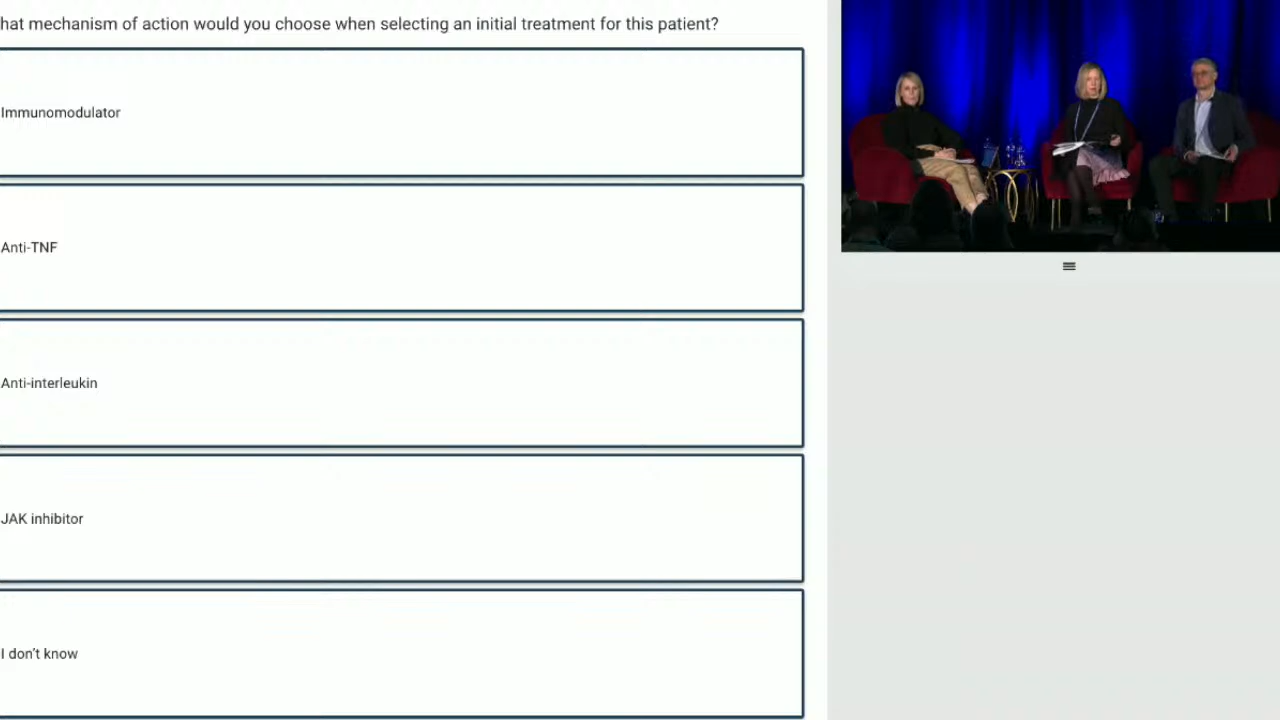 hat mechanism of action would you choose when selecting an initial treatment for this patient?
Immunomodulator
Anti-TNF
Anti-interleukin
JAK inhibitor
I don't know